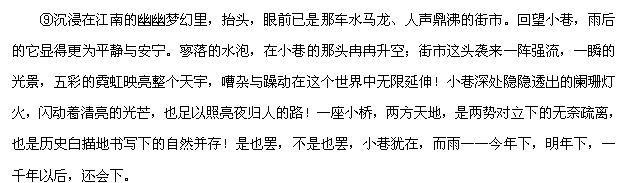 ⑨沉浸在江南的幽幽梦幻里，抬头，眼前已是那车水马龙、人声鼎沸的街市。回望小巷，雨后
的它显得更为平静与安宁。寥落的水泡，在小巷的那头冉冉升空；街市这头袭来一阵强流，一瞬的
光景，五彩的霓虹映亮整个天宇，嘈杂与躁动在这个世界中无限延伸！小巷深处隐隐透出的阑珊灯
火，闪动着清亮的光芒，也足以照亮夜归人的路！一座小桥，两方天地，是两势对立下的无奈疏离，
也是历史白描地书写下的自然并存！是也罢，不是也罢，小巷犹在，而雨一一今年下，明年下，一
千年以后，还会下。